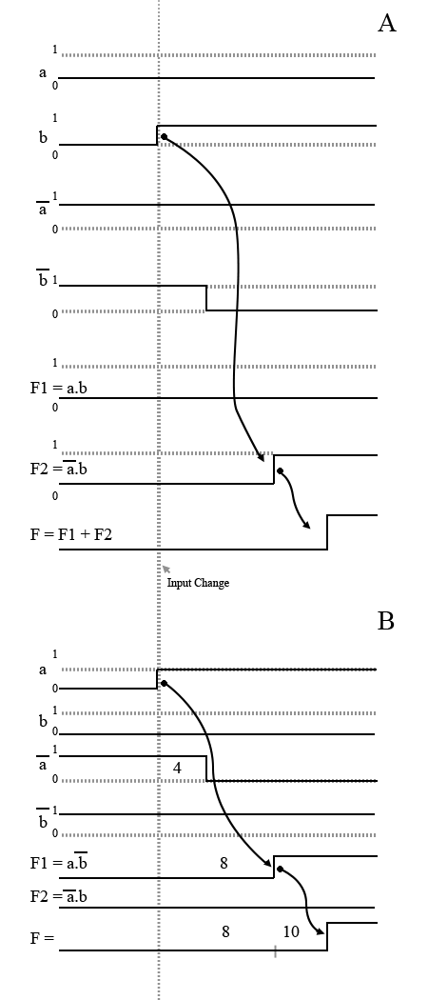 A
1
a
0
1
b
0
a̅ 1
0
b̅ 1
0
1
F1 = a.b
0
1
F2 = a̅.b
0
F = F1 + F2
Input Change
B
1
a
0
1
b
0
1
a̅
4
0
b̅ 1
0
F1 = a.b̅ 8
F2 = a̅.b
8 10
F =